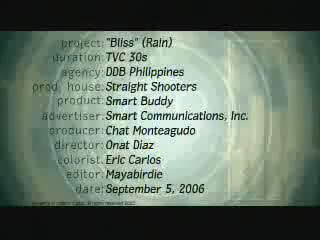 project: "Bliss" (Rain)
duration: TVC 30s
agency: DDB Philippines
prod house: Straight Shooters
product: Smart Buddy
advertiser: Smart Communications, Inc.
producer: Chat Monteagudo
director: Onat Diaz
colorist: Eric Carlos
editor: Mayabirdie
date: September 5, 2006